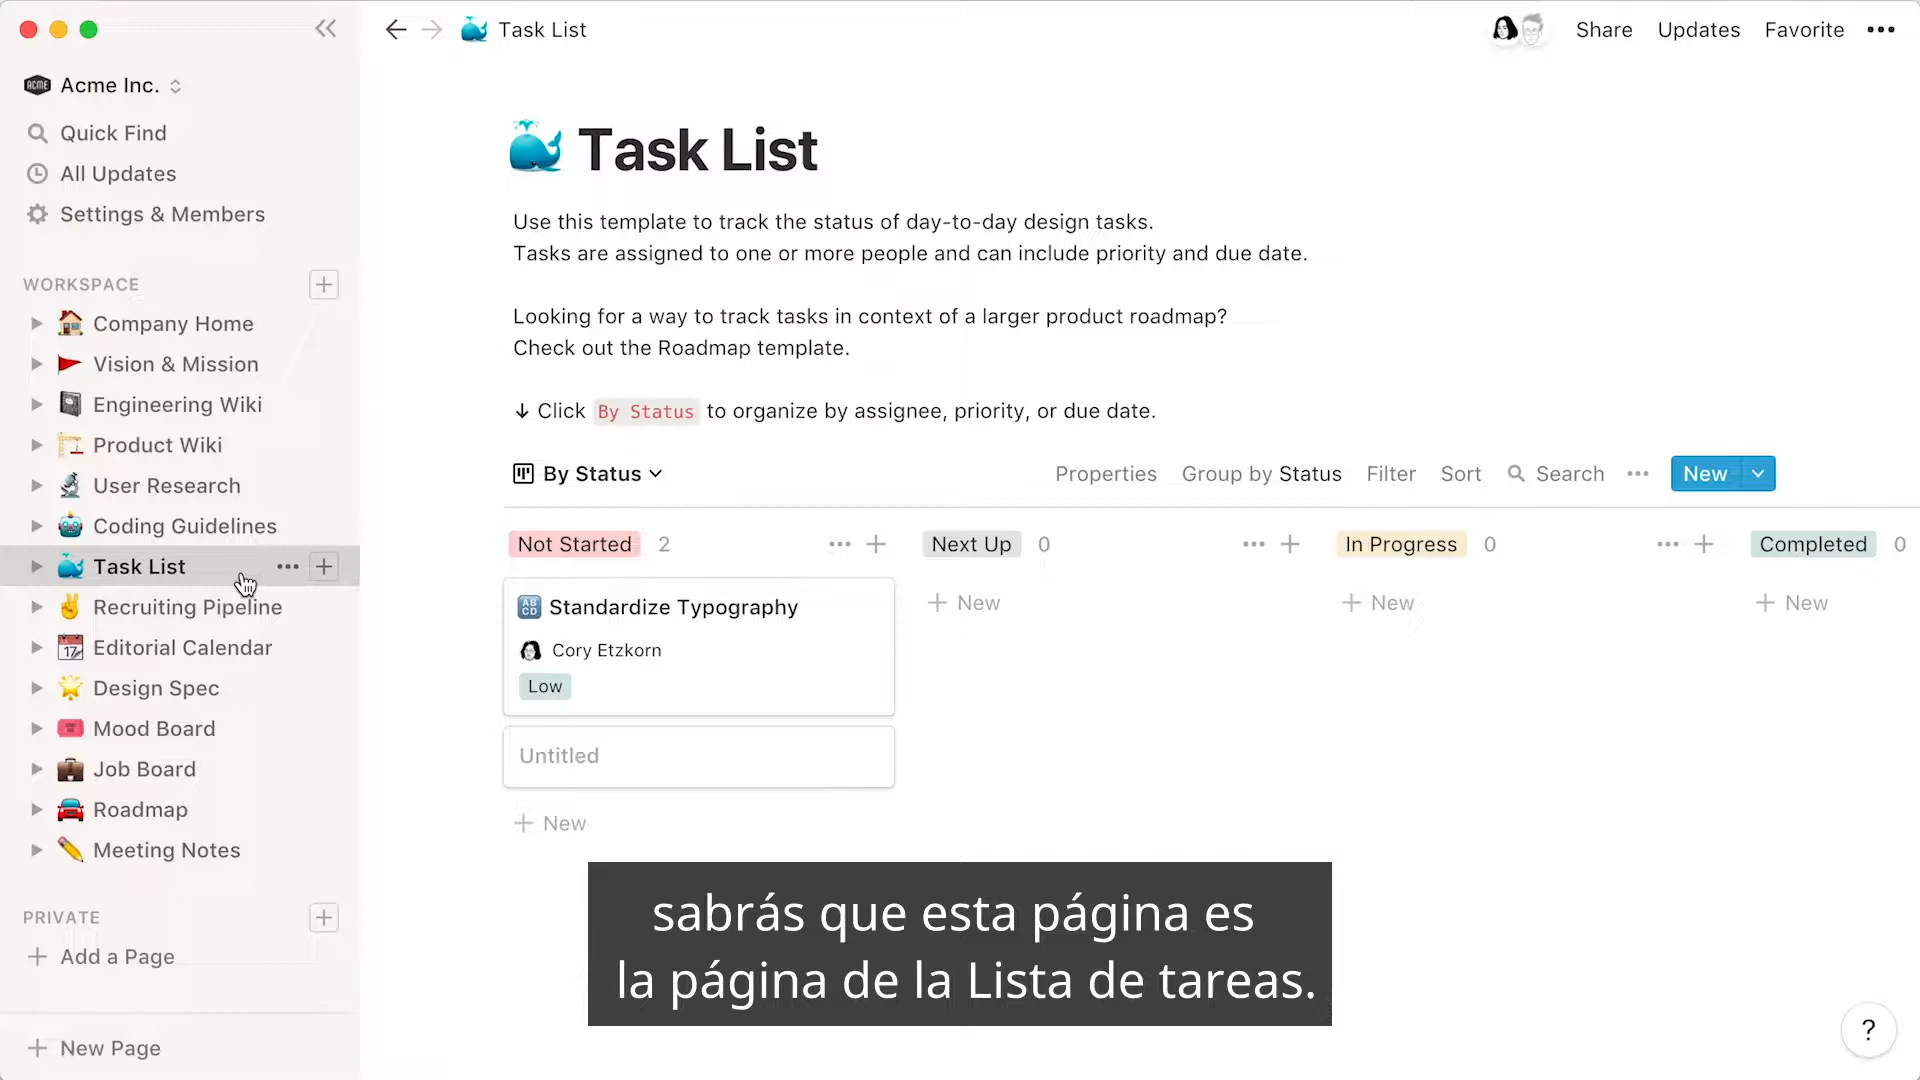 Task List
Share
Updates
Favorite
ACME
Acme Inc.
Quick Find
All Updates
Settings & Members
WORKSPACE
Company Home
Vision & Mission
Engineering Wiki
Product Wiki
User Research
Coding Guidelines
Task List
Recruiting Pipeline
17
Editorial Calendar
Design Spec
Mood Board
Job Board
Roadmap
Meeting Notes
PRIVATE
Add a Page
New Page
Task List
Use this template to track the status of day-to-day design tasks.
Tasks are assigned to one or more people and can include priority and due date.
Looking for a way to track tasks in context of a larger product roadmap?
Check out the Roadmap template.
↓ Click By Status to organize by assignee, priority, or due date.
By Status
Properties
Group by Status
Filter
Sort
Search
New
Not Started 2
Next Up 0
In Progress 0
Completed 0
ABCD Standardize Typography
Cory Etzkorn
Low
Untitled
+ New
+ New
+ New
+ New
sabrás que esta página es
la página de la Lista de tareas.
?